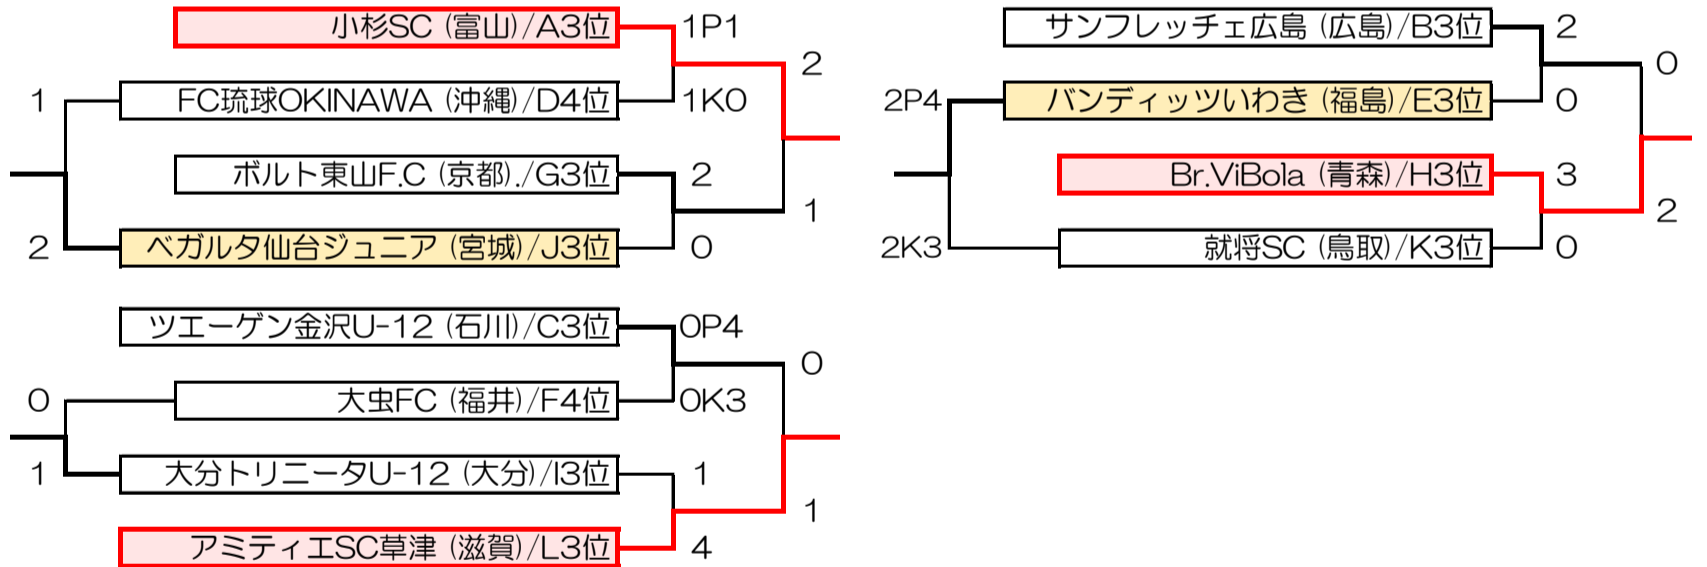 小杉SC (富山)/A3位 1P1
2
1 FC琉球OKINAWA (沖縄)/D4位 1K0
ボルト東山F.C (京都)./G3位 2
1
2 ベガルタ仙台ジュニア (宮城)/J3位 0
ツエーゲン金沢U-12 (石川)/C3位 0P4
0
0 大虫FC (福井)/F4位 0K3
1 大分トリニータU-12 (大分)/I3位 1
1
アミティエSC草津 (滋賀)/L3位 4
サンフレッチェ広島 (広島)/B3位 2
0
2P4 バンディッツいわき (福島)/E3位 0
Br.ViBola (青森)/H3位 3
2
2K3 就将SC (鳥取)/K3位 0